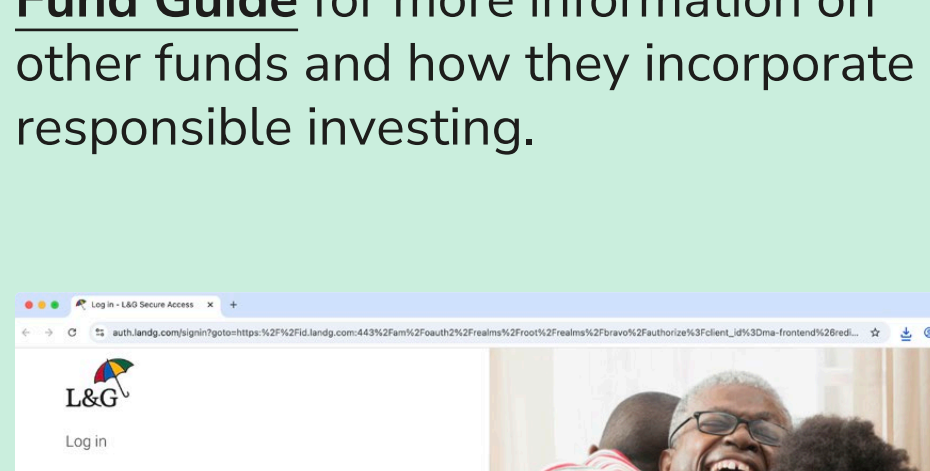 Fund Guide for more information on
other funds and how they incorporate
responsible investing.
Log in - L&G Secure Access
auth.landg.com/signin?goto=https:%2F%2Fid.landg.com:443%2Fam%2Foauth2%2Frealms%2Froot%2Frealms%2Fbravo%2Fauthorize%3Fclient_id%3Dma-frontend%26redi...
L&G
Log in